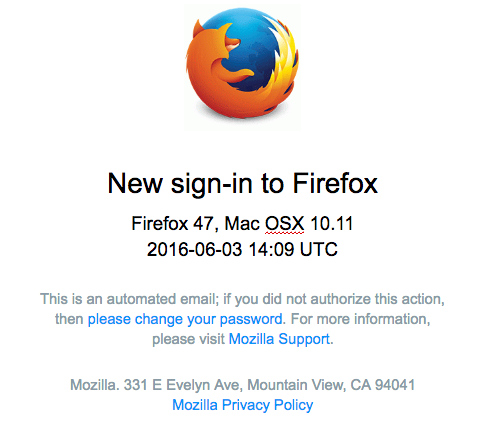 New sign-in to Firefox
Firefox 47, Mac OSX 10.11
2016-06-03 14:09 UTC
This is an automated email; if you did not authorize this action,
then please change your password. For more information,
please visit Mozilla Support.
Mozilla. 331 E Evelyn Ave, Mountain View, CA 94041
Mozilla Privacy Policy